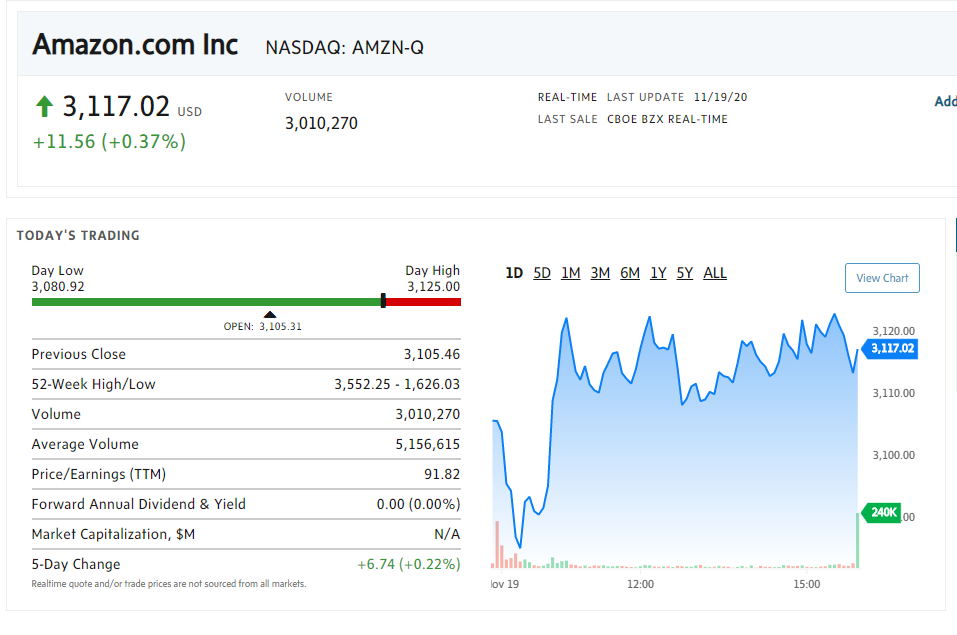 Amazon.com Inc NASDAQ: AMZN-Q
3,117.02 USD
+11.56 (+0.37%)
VOLUME
3,010,270
REAL-TIME LAST UPDATE 11/19/20
LAST SALE CBOE BZX REAL-TIME
Add
TODAY'S TRADING
Day Low Day High
3,080.92 3,125.00
OPEN: 3,105.31
Previous Close 3,105.46
52-Week High/Low 3,552.25 - 1,626.03
Volume 3,010,270
Average Volume 5,156,615
Price/Earnings (TTM) 91.82
Forward Annual Dividend & Yield 0.00 (0.00%)
Market Capitalization, $M N/A
5-Day Change +6.74 (+0.22%)
Realtime quote and/or trade prices are not sourced from all markets.
1D 5D 1M 3M 6M 1Y 5Y ALL
View Chart
3,120.00
3,117.02
3,110.00
3,100.00
240K
ov 19 12:00 15:00